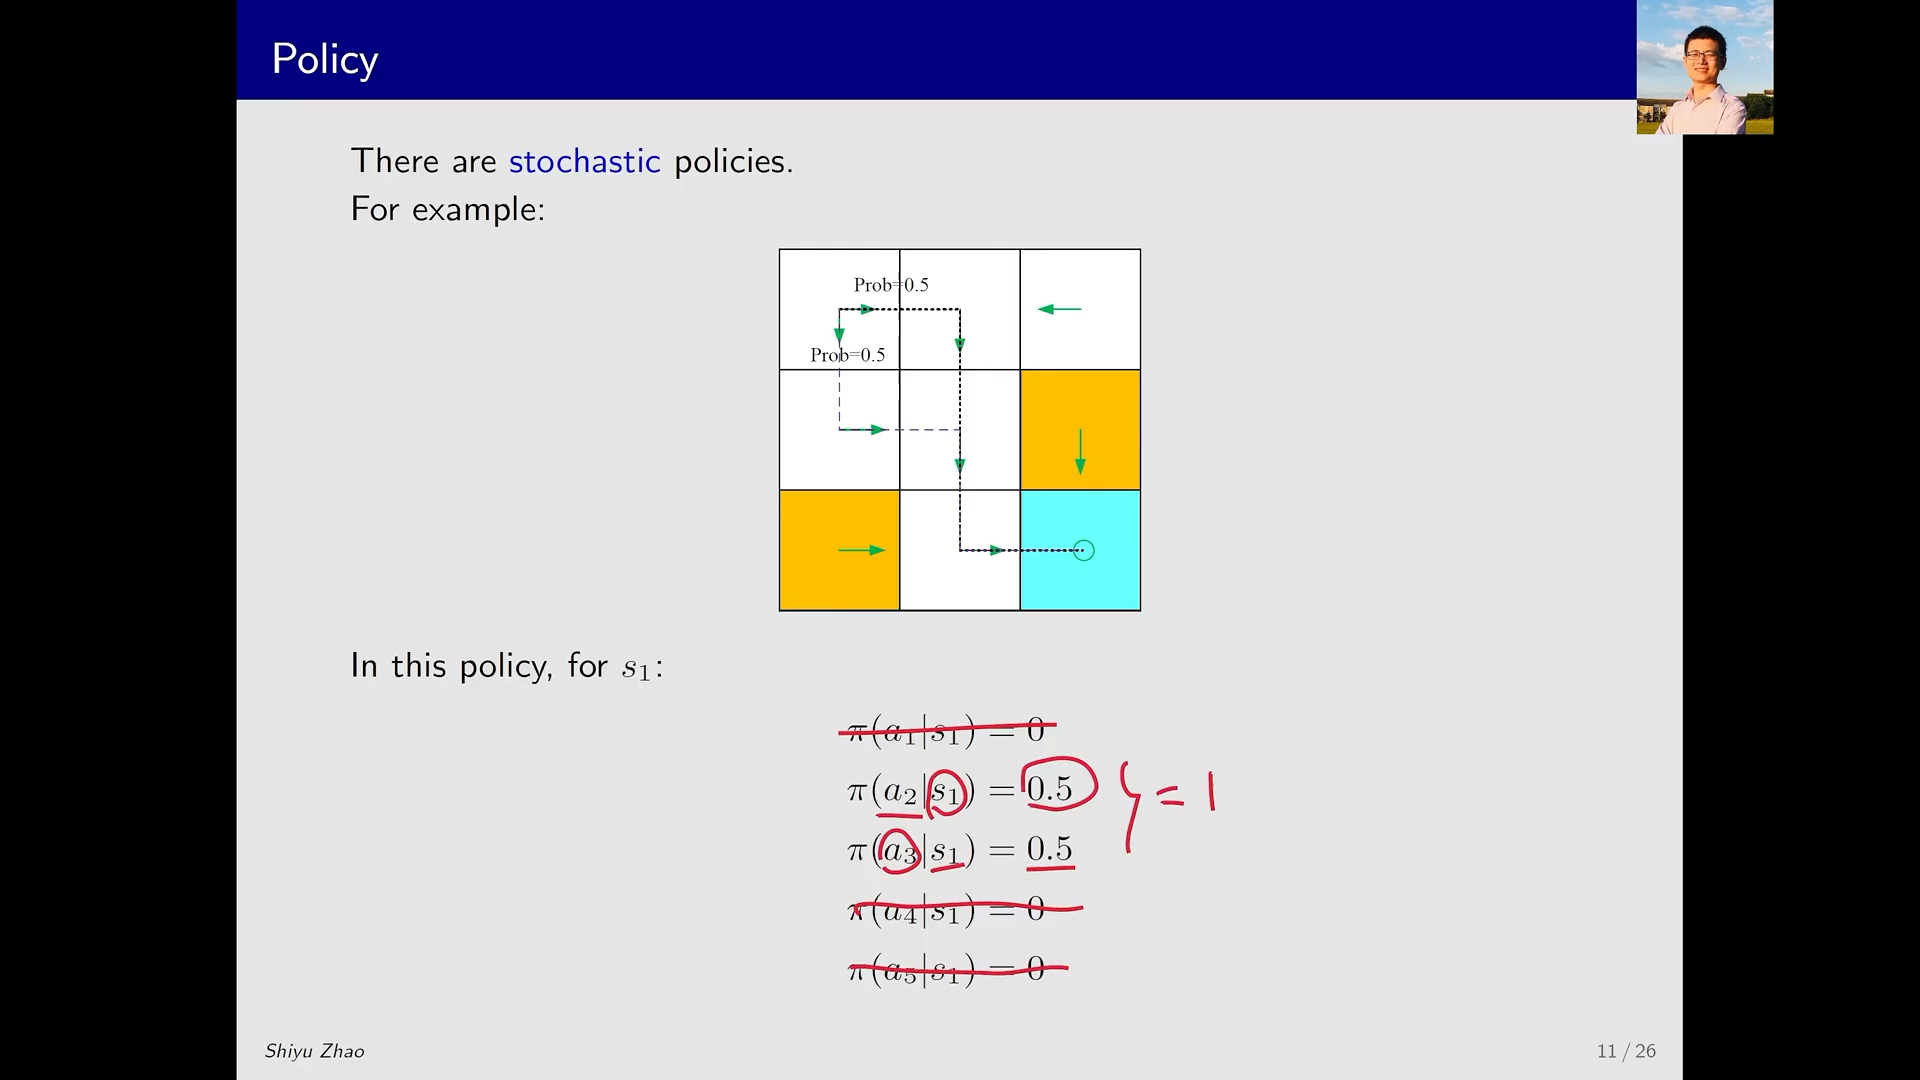 Policy
There are stochastic policies.
For example:
Prob=0.5
Prob=0.5
In this policy, for s₁:
π(a₁|s₁) = 0
π(a₂|s₁) = 0.5
π(a₃|s₁) = 0.5
} = 1
π(a₄|s₁) = 0
π(a₅|s₁) = 0
Shiyu Zhao
11 / 26